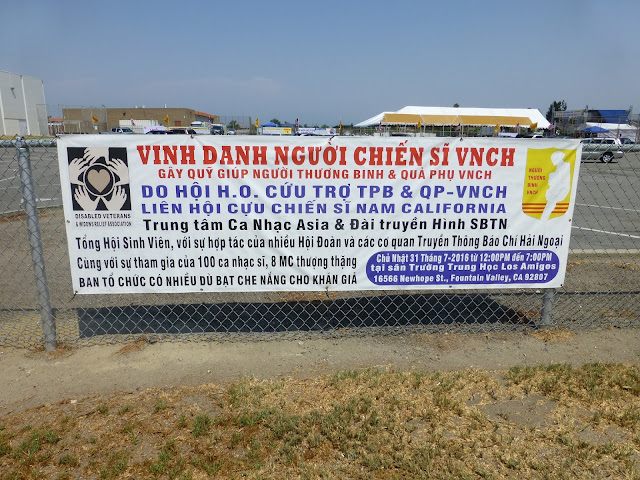 VINH DANH NGƯỜI CHIẾN SĨ VNCH
GÂY QUỸ GIÚP NGƯỜI THƯƠNG BINH & QUẢ PHỤ VNCH
DO HỘI H.O. CỨU TRỢ TPB & QP-VNCH
LIÊN HỘI CỰU CHIẾN SĨ NAM CALIFORNIA
Trung tâm Ca Nhạc Asia & Đài truyền Hình SBTN
Tổng Hội Sinh Viên, với sự hợp tác của nhiều Hội Đoàn và các cơ quan Truyền Thông Báo Chí Hải Ngoại
Cùng với sự tham gia của 100 ca nhạc sĩ, 8 MC thượng thặng
BAN TỔ CHỨC CÓ NHIỀU DÙ BẠT CHE NẮNG CHO KHÁN GIẢ
Chủ Nhật 31 Tháng 7-2016 từ 12:00PM đến 7:00PM
tại sân Trường Trung Học Los Amigos
16566 Newhope St., Fountain Valley, CA 92807
DISABLED VETERANS
& WIDOWS RELIEF ASSOCIATION
NGƯỜI
THƯƠNG
BINH
VNCH